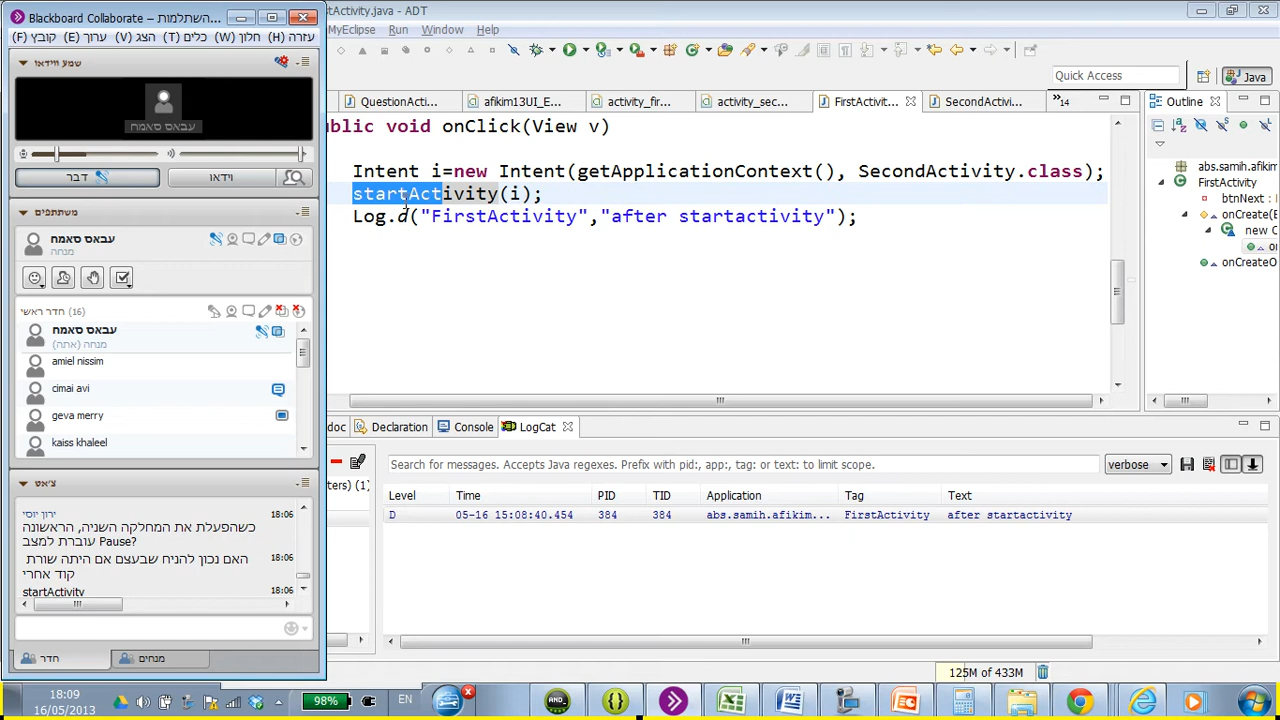 Blackboard Collaborate – השתלמות...
קובץ (F) ערוך (E) הצג (V) כלים (T) חלון (W) עזרה (H)
שמע ווידאו
עבאס סאמח
דבר
וידאו
משתתפים
עבאס סאמח
מנחה
חדר ראשי (16)
עבאס סאמח
מנחה (אתה)
amiel nissim
cimai avi
geva merry
kaiss khaleel
צ'אט
ירון יוסי 18:06
כשהפעלת את המחלקה השניה, הראשונה
עוברת למצב Pause?
האם נכון להניח שבעצם אם היתה שורת 18:06
קוד אחרי
startActivity 18:06
חדר
מנחים
rstActivity.java - ADT
MyEclipse Run Window Help
Quick Access
Java
QuestionActi...
afikim13UI_E...
activity_fir...
activity_sec...
FirstActivit...
SecondActivi...
14
ublic void onClick(View v)
Intent i=new Intent(getApplicationContext(), SecondActivity.class);
startActivity(i);
Log.d("FirstActivity","after startactivity");
Outline
abs.samih.afikim
FirstActivity
btnNext
onCreate(B
new C
on
onCreateO
doc
Declaration
Console
LogCat
ters) (1)
Search for messages. Accepts Java regexes. Prefix with pid:, app:, tag: or text: to limit scope.
verbose
Level Time PID TID Application Tag Text
D 05-16 15:08:40.454 384 384 abs.samih.afikim... FirstActivity after startactivity
125M of 433M
18:09
16/05/2013
98%
EN